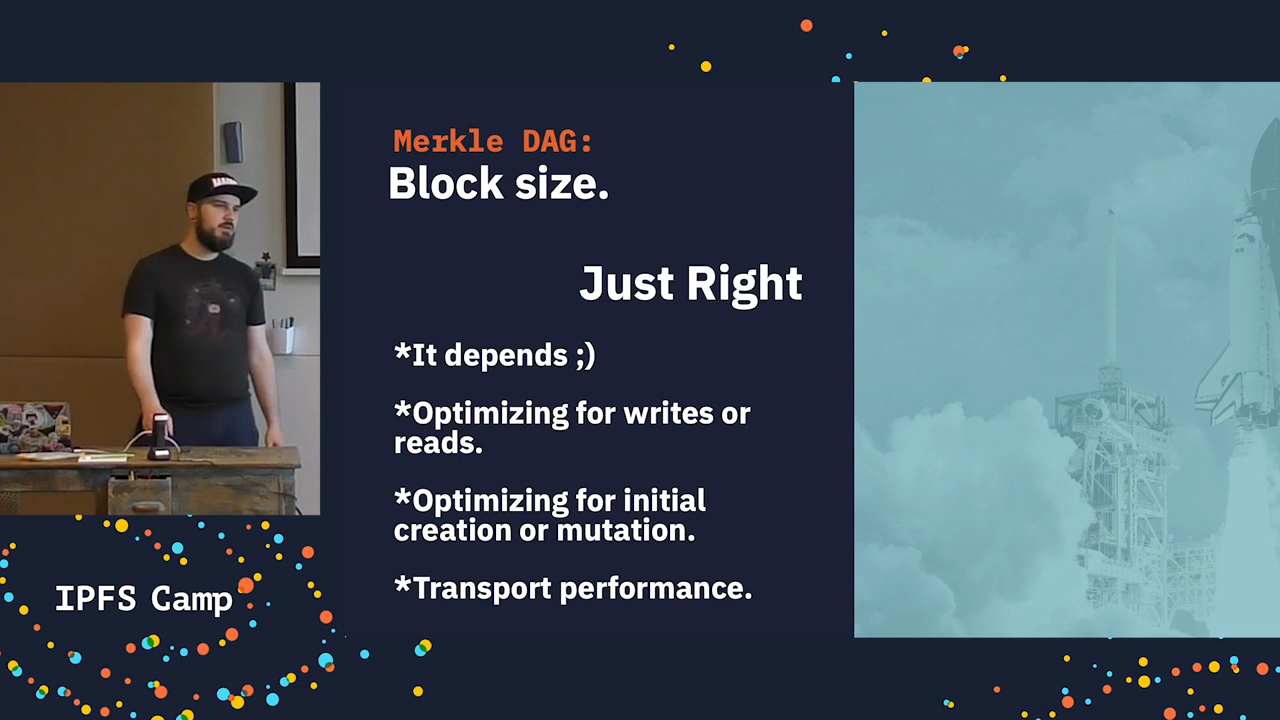 Merkle DAG:
Block size.
Just Right
*It depends ;)
*Optimizing for writes or
reads.
*Optimizing for initial
creation or mutation.
*Transport performance.
IPFS Camp